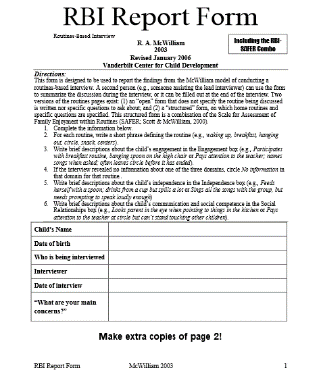 RBI Report Form
Routines-Based Interview
Including the RBI-
SAFER Combo
R. A. McWilliam
2003
Revised January 2006
Vanderbilt Center for Child Development
Directions:
This form is designed to be used to report the findings from the McWilliam model of conducting a
routines-based interview. A second person (e.g., someone assisting the lead interviewer) can use the form
to summarize the discussion during the interview, or it can be filled out at the end of the interview. Two
versions of the routines pages exist: (1) an "open" form that does not specify the routine being discussed
is written not specific questions to ask about; and (2) a "structured" form, on which home routines and
specific questions are specified. This structured form is a combination of the Scale for Assessment of
Family Enjoyment within Routines (SAFER; Scott & McWilliam, 2000).
1. Complete the information below.
2. For each routine, write a short phrase defining the routine (e.g., waking up, breakfast, hanging
out, circle, snack, centers).
3. Write brief descriptions about the child's engagement in the Engagement box (e.g., Participates
with breakfast routine, hanging spoon on the high chair or Pays attention to the teacher; names
songs when asked; often leaves circle before it has ended).
4. If the interview revealed no information about one of the three domains, circle No information in
that domain for that routine.
5. Write brief descriptions about the child's independence in the Independence box (e.g., Feeds
herself with a spoon; drinks from a cup but spills a lot or Sings all the songs with the group, but
needs prompting to speak loudly enough)
6. Write brief descriptions about the child's communication and social competence in the Social
Relationships box (e.g., Looks parent in the eye when pointing to things in the kitchen or Pays
attention to the teacher at circle but can't stand touching other children)
Child's Name
Date of birth
Who is being interviewed
Interviewer
Date of interview
"What are your main
concerns?"
Make extra copies of page 2!
RBI Report Form McWilliam 2003 1